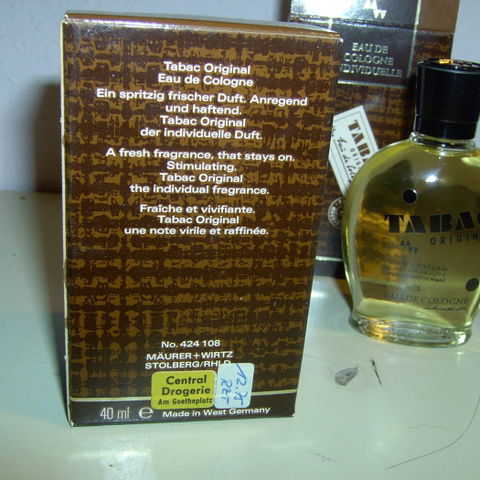 Tabac Original
Eau de Cologne
Ein spritzig frischer Duft. Anregend
und haftend.
Tabac Original
der individuelle Duft.
A fresh fragrance, that stays on.
Stimulating.
Tabac Original
the individual fragrance.
Fraîche et vivifiante.
Tabac Original
une note virile et raffinée.
No. 424 108
MÄURER+WIRTZ
STOLBERG/RHLD.
Central
Drogerie
Am Goetheplatz
12.75
40 ml e Made in West Germany
EAU DE
COLOGNE
INDIVIDUELLE
TABAC
ORIGIN
EAU DE COLOGNE